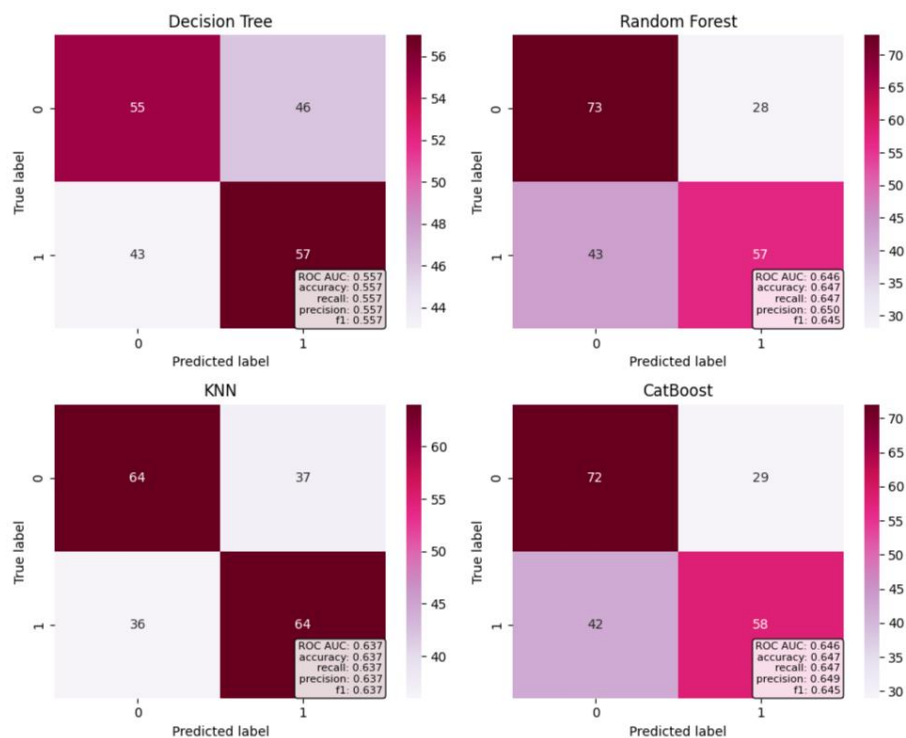 Decision Tree
True label
0
55
46
1
43
57
ROC AUC: 0.557
accuracy: 0.557
recall: 0.557
precision: 0.557
f1: 0.557
0
1
Predicted label
56
54
52
50
48
46
44
Random Forest
True label
0
73
28
1
43
57
ROC AUC: 0.646
accuracy: 0.647
recall: 0.647
precision: 0.650
f1: 0.645
0
1
Predicted label
70
65
60
55
50
45
40
35
30
KNN
True label
0
64
37
1
36
64
ROC AUC: 0.637
accuracy: 0.637
recall: 0.637
precision: 0.637
f1: 0.637
0
1
Predicted label
60
55
50
45
40
CatBoost
True label
0
72
29
1
42
58
ROC AUC: 0.646
accuracy: 0.647
recall: 0.647
precision: 0.649
f1: 0.645
0
1
Predicted label
70
65
60
55
50
45
40
35
30